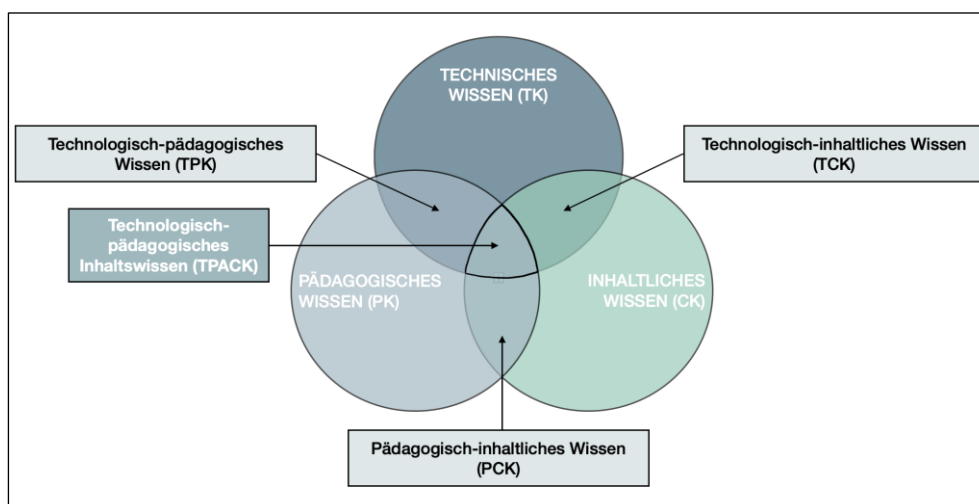 TECHNISCHES
WISSEN (TK)
Technologisch-pädagogisches
Wissen (TPK)
Technologisch-inhaltliches Wissen
(TCK)
Technologisch-
pädagogisches
Inhaltswissen (TPACK)
PÄDAGOGISCHES
WISSEN (PK)
INHALTLICHES
WISSEN (CK)
Pädagogisch-inhaltliches Wissen
(PCK)